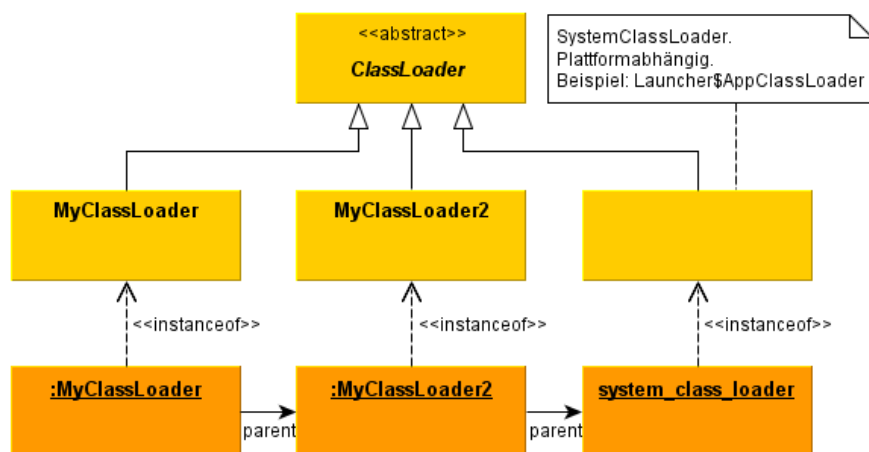 <<abstract>>
ClassLoader
SystemClassLoader.
Plattformabhängig.
Beispiel: Launcher$AppClassLoader
MyClassLoader
MyClassLoader2
<<instanceof>>
<<instanceof>>
<<instanceof>>
:MyClassLoader
:MyClassLoader2
system_class_loader
parent
parent